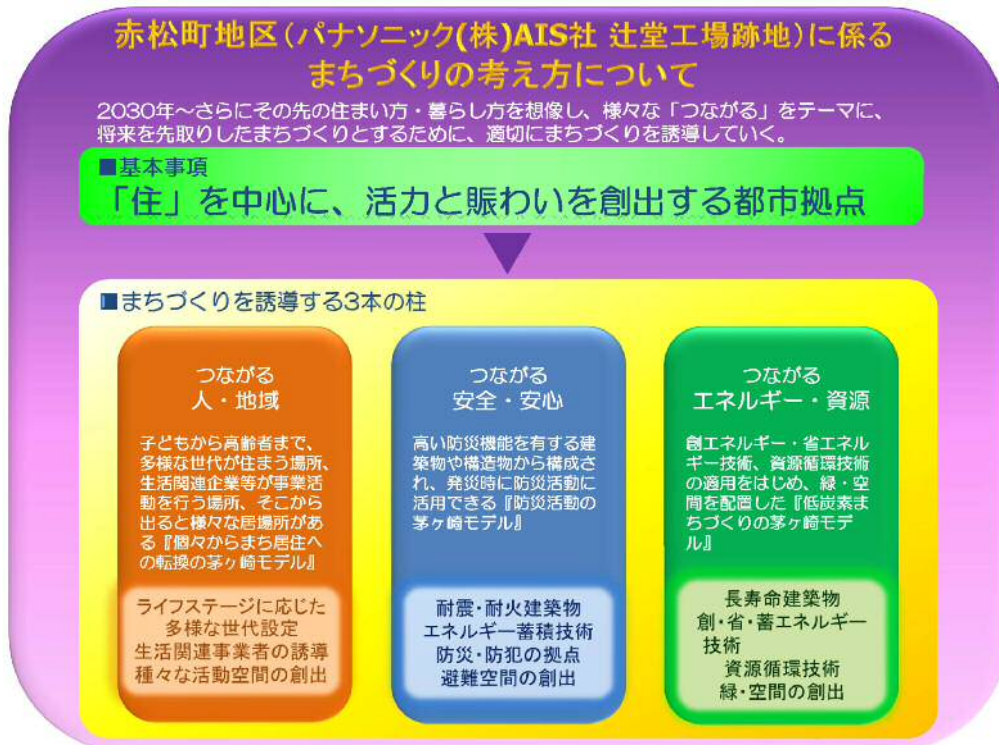 赤松町地区(パナソニック(株)AIS社 辻堂工場跡地)に係る
まちづくりの考え方について
2030年～さらにその先の住まい方・暮らし方を想像し、様々な「つながる」をテーマに、
将来を先取りしたまちづくりとするために、適切にまちづくりを誘導していく。
■基本事項
「住」を中心に、活力と賑わいを創出する都市拠点
■まちづくりを誘導する3本の柱
つながる
人・地域
子どもから高齢者まで、
多様な世代が住まう場所、
生活関連企業等が事業活
動を行う場所、そこから
出ると様々な居場所があ
る『個々からまち居住へ
の転換の茅ヶ崎モデル』
ライフステージに応じた
多様な世代設定
生活関連事業者の誘導
種々な活動空間の創出
つながる
安全・安心
高い防災機能を有する建
築物や構造物から構成さ
れ、発災時に防災活動に
活用できる『防災活動の
茅ヶ崎モデル』
耐震・耐火建築物
エネルギー蓄積技術
防災・防犯の拠点
避難空間の創出
つながる
エネルギー・資源
創エネルギー・省エネル
ギー技術、資源循環技術
の適用をはじめ、緑・空
間を配置した『低炭素ま
ちづくりの茅ヶ崎モデ
ル』
長寿命建築物
創・省・蓄エネルギー
技術
資源循環技術
緑・空間の創出